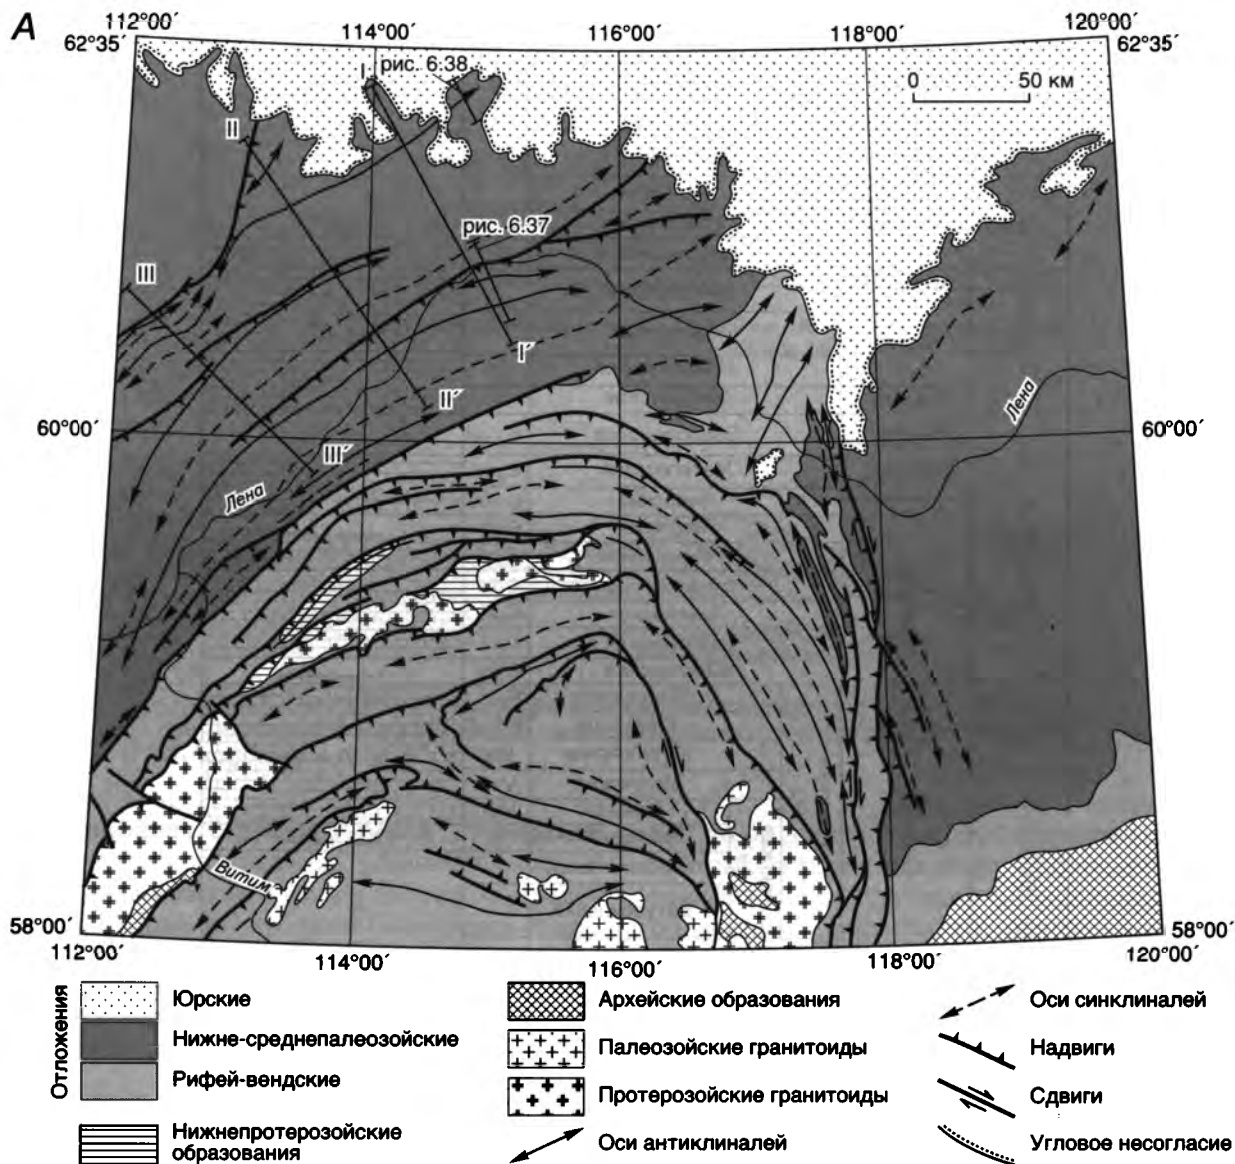 А
112°00′
114°00′
116°00′
118°00′
120°00′
62°35′
62°35′
I
рис. 6.38
0
50 км
II
рис. 6.37
III
I′
II′
III′
Лена
Лена
60°00′
60°00′
Витим
58°00′
58°00′
112°00′
114°00′
116°00′
118°00′
120°00′
Отложения
Юрские
Нижне-среднепалеозойские
Рифей-вендские
Нижнепротерозойские
образования
Архейские образования
Палеозойские гранитоиды
Протерозойские гранитоиды
Оси антиклиналей
Оси синклиналей
Надвиги
Сдвиги
Угловое несогласие